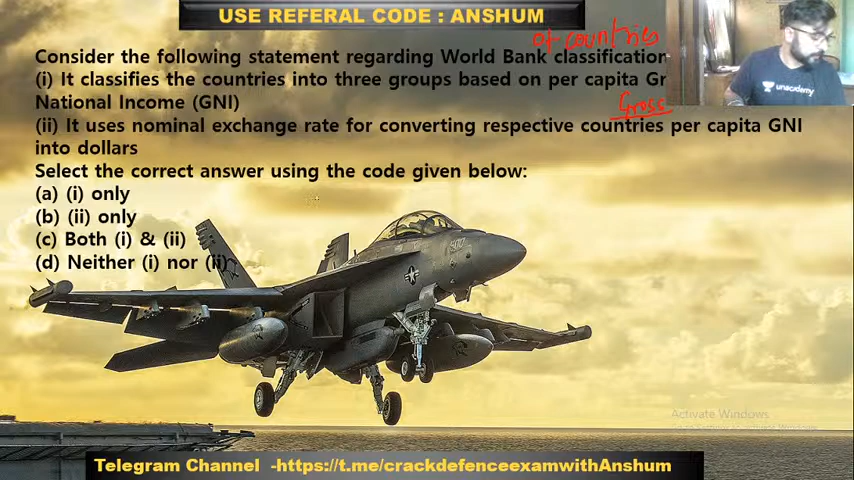 USE REFERAL CODE : ANSHUM
of countries
Consider the following statement regarding World Bank classification
(i) It classifies the countries into three groups based on per capita Gr
Gross
National Income (GNI)
(ii) It uses nominal exchange rate for converting respective countries per capita GNI
into dollars
Select the correct answer using the code given below:
(a) (i) only
(b) (ii) only
(c) Both (i) & (ii)
(d) Neither (i) nor (ii)
unacademy
Activate Windows
Telegram Channel -https://t.me/crackdefenceexamwithAnshum